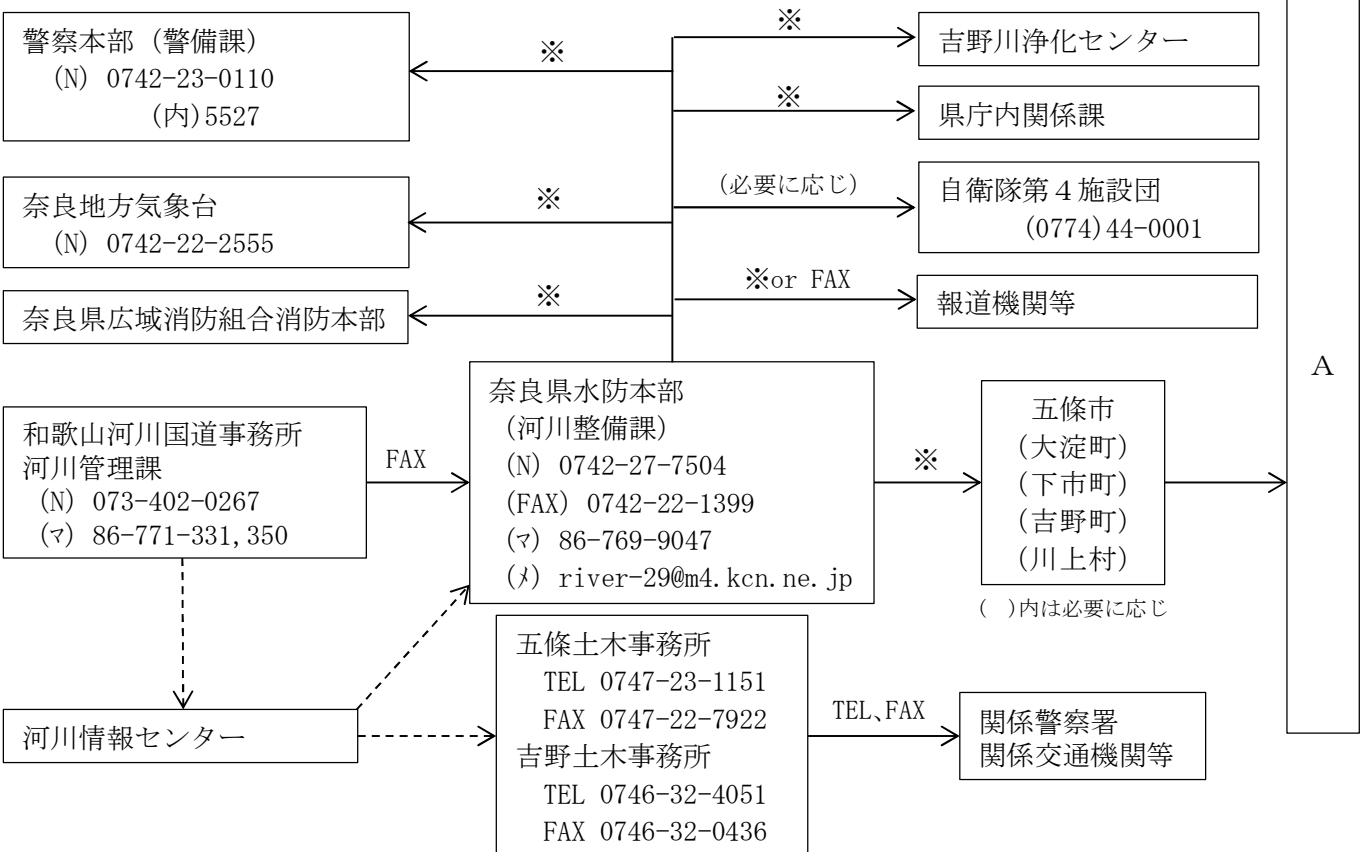 警察本部（警備課）
(N) 0742-23-0110
(内)5527
※
※
吉野川浄化センター
※
県庁内関係課
奈良地方気象台
(N) 0742-22-2555
※
(必要に応じ)
自衛隊第４施設団
(0774)44-0001
奈良県広域消防組合消防本部
※
※or FAX
報道機関等
A
和歌山河川国道事務所
河川管理課
(N) 073-402-0267
(マ) 86-771-331,350
FAX
奈良県水防本部
(河川整備課)
(N) 0742-27-7504
(FAX) 0742-22-1399
(マ) 86-769-9047
(メ) river-29@m4.kcn.ne.jp
※
五條市
(大淀町)
(下市町)
(吉野町)
(川上村)
( )内は必要に応じ
河川情報センター
五條土木事務所
TEL 0747-23-1151
FAX 0747-22-7922
吉野土木事務所
TEL 0746-32-4051
FAX 0746-32-0436
TEL、FAX
関係警察署
関係交通機関等